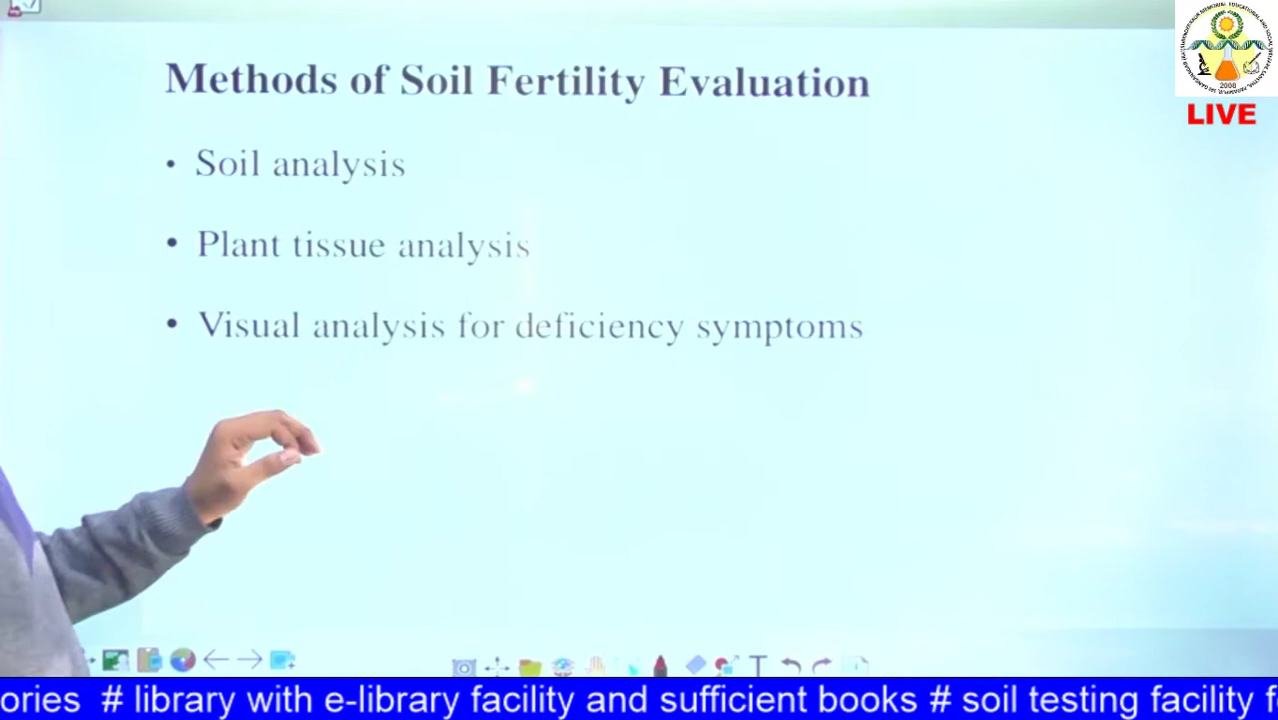 Methods of Soil Fertility Evaluation
• Soil analysis
• Plant tissue analysis
• Visual analysis for deficiency symptoms
2008
LIVE
T
ories # library with e-library facility and sufficient books # soil testing facility f